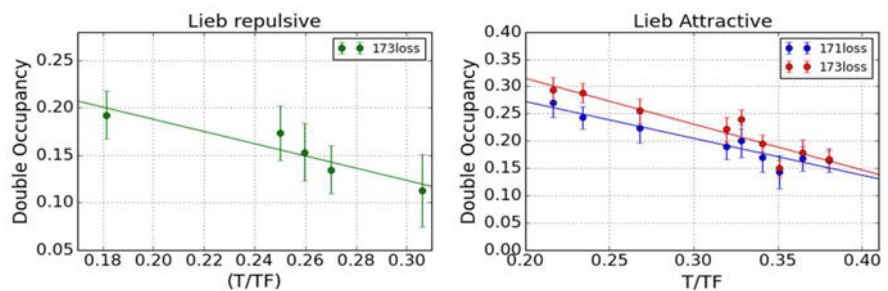 Lieb repulsive
0.25
0.20
0.15
0.10
0.05
Double Occupancy
173loss
0.18 0.20 0.22 0.24 0.26 0.28 0.30
(T/TF)
Lieb Attractive
0.40
0.35
0.30
0.25
0.20
0.15
0.10
0.05
0.00
Double Occupancy
171loss
173loss
0.20 0.25 0.30 0.35 0.40
T/TF